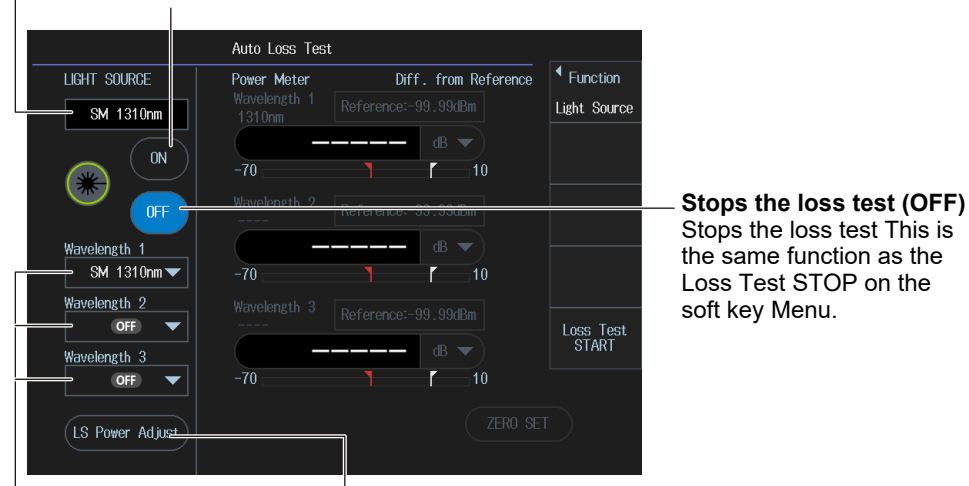 Auto Loss Test
LIGHT SOURCE
SM 1310nm
ON
OFF
Wavelength 1
SM 1310nm
Wavelength 2
OFF
Wavelength 3
OFF
LS Power Adjust
Power Meter
Diff. from Reference
Wavelength 1
1310nm
Reference:-99.99dBm
-----
dB
-70
10
Wavelength 2
----
Reference:-99.99dBm
-----
dB
-70
10
Wavelength 3
----
Reference:-99.99dBm
-----
dB
-70
10
ZERO SET
Function
Light Source
Loss Test
START
Stops the loss test (OFF)
Stops the loss test This is
the same function as the
Loss Test STOP on the
soft key Menu.